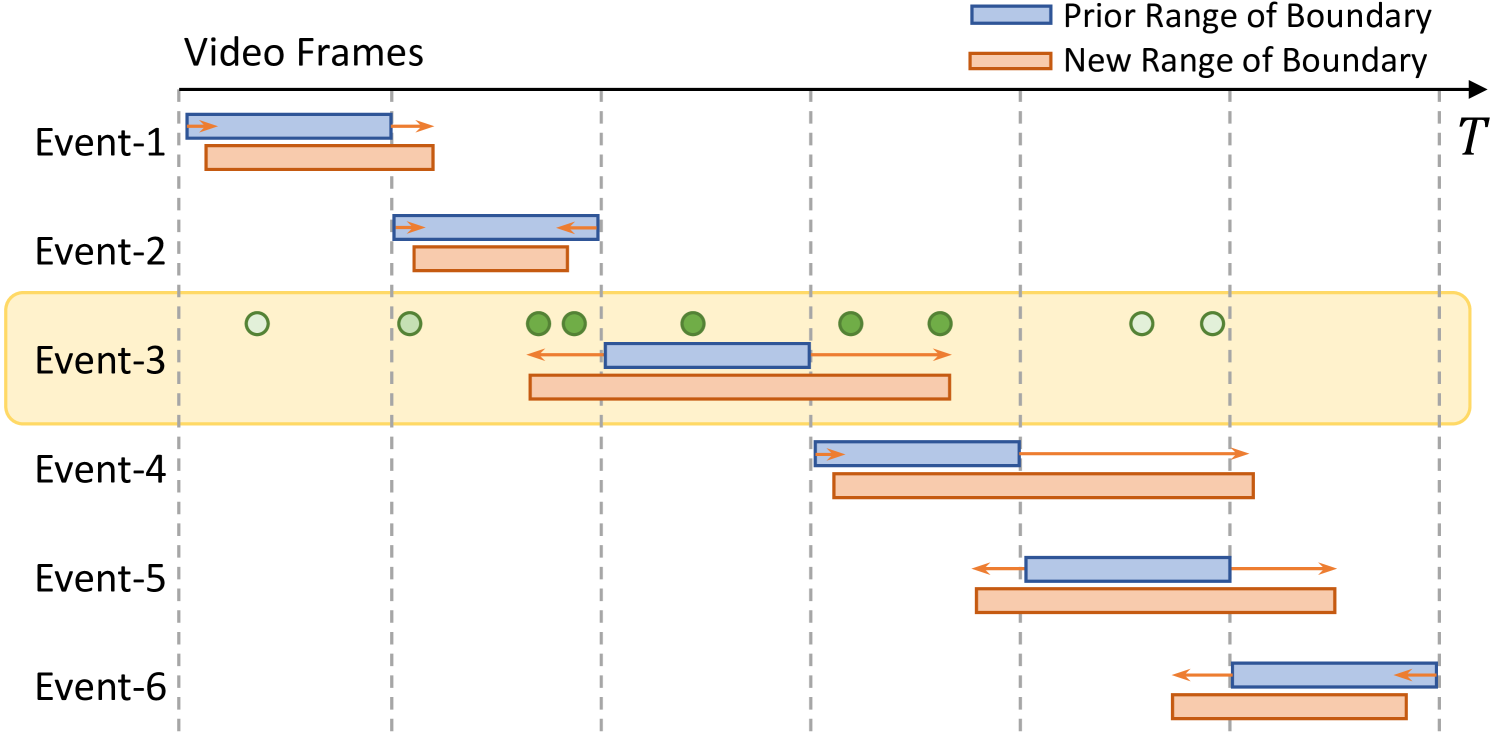 Prior Range of Boundary
New Range of Boundary
Video Frames
T
Event-1
Event-2
Event-3
Event-4
Event-5
Event-6